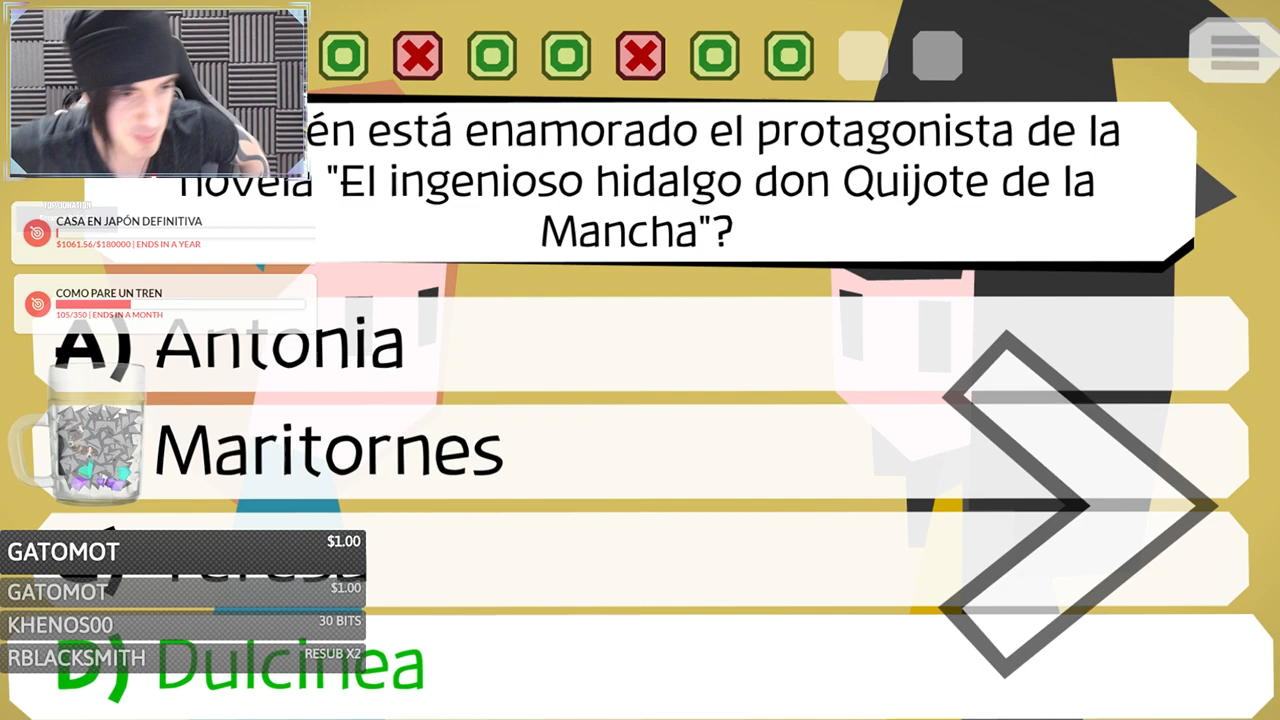 én está enamorado el protagonista de la
novela "El ingenioso hidalgo don Quijote de la
Mancha"?
CASA EN JAPÓN DEFINITIVA
$1061.56/$180000 | ENDS IN A YEAR
COMO PARE UN TREN
105/350 | ENDS IN A MONTH
A) Antonia
Maritornes
GATOMOT $1.00
GATOMOT $1.00
KHENOS00 30 BITS
RBLACKSMITH RESUB X2
D) Dulcinea